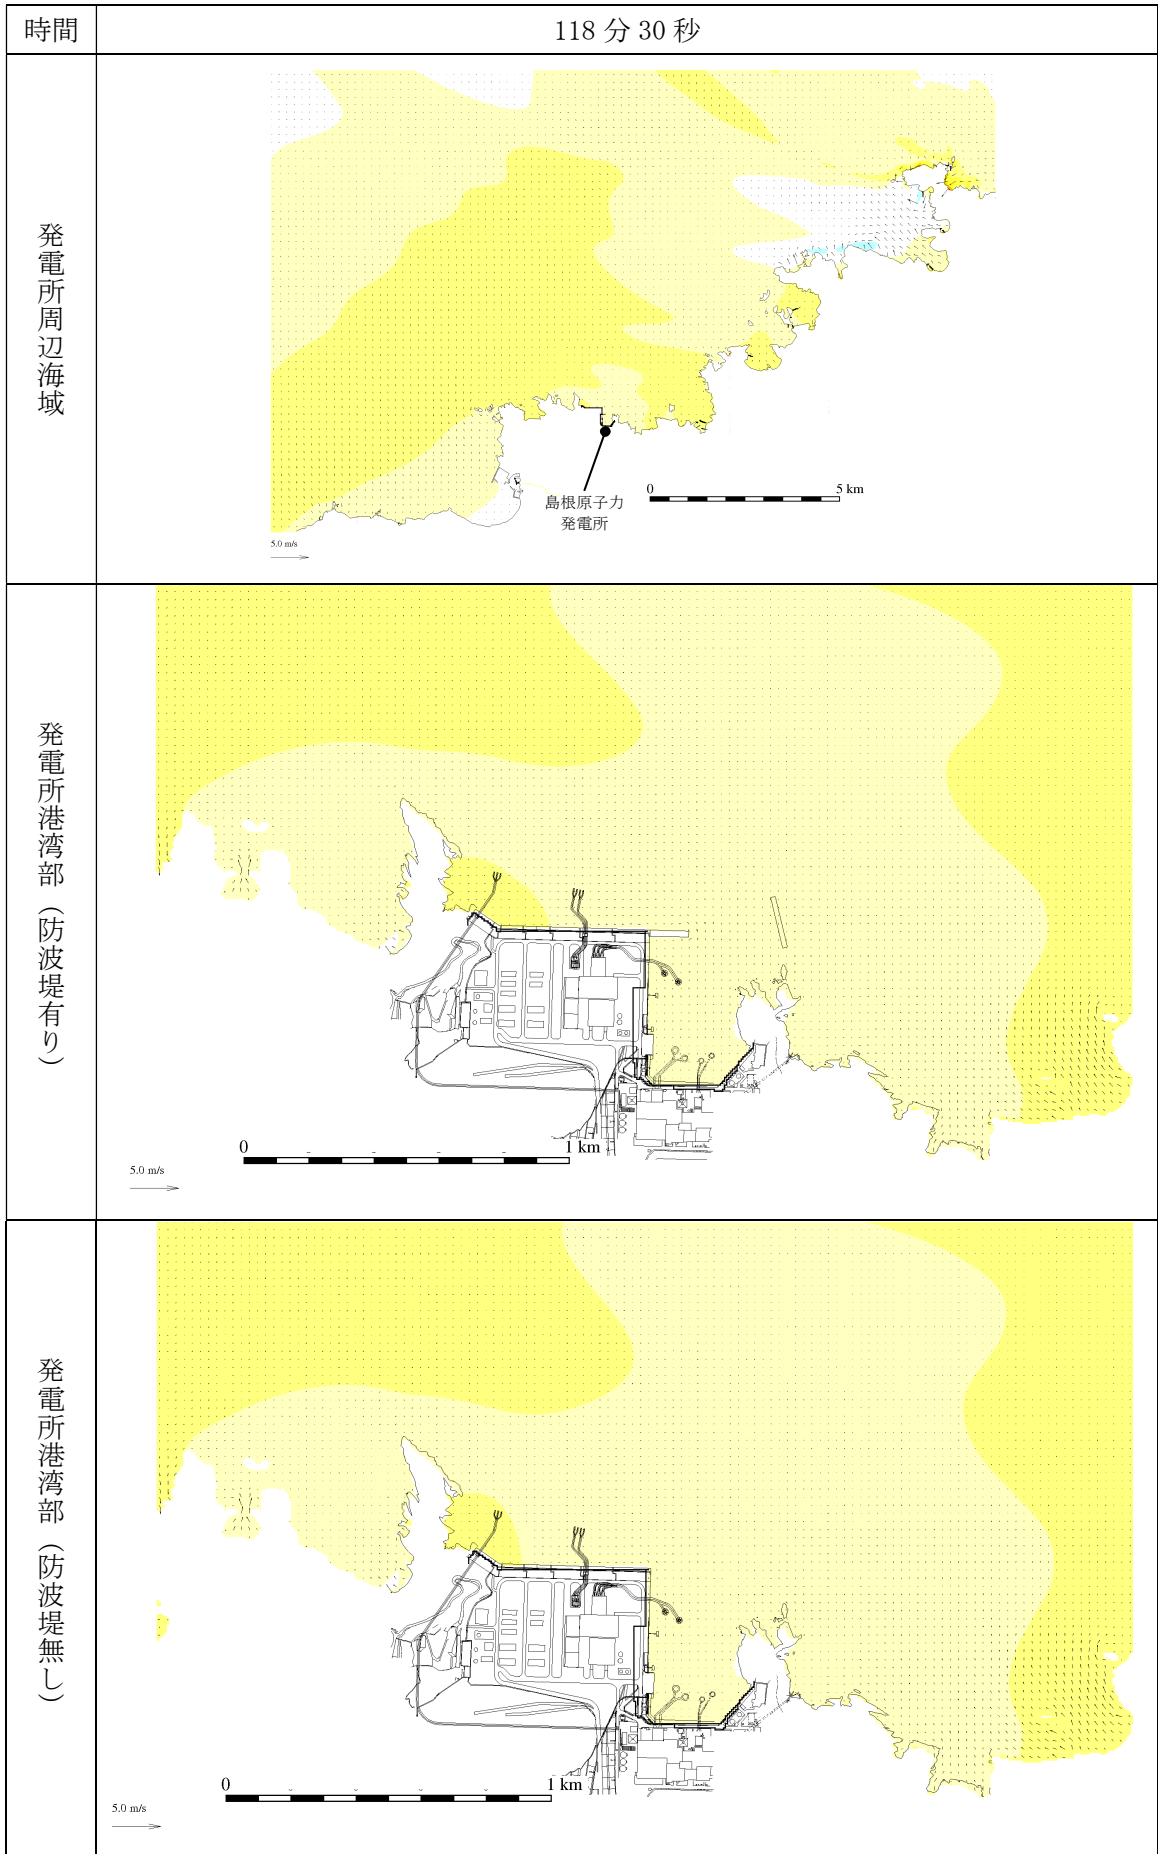 時間
118 分 30 秒
発電所周辺海域
島根原子力
発電所
0
5 km
5.0 m/s
発電所港湾部（防波堤有り）
0
1 km
5.0 m/s
発電所港湾部（防波堤無し）
0
1 km
5.0 m/s